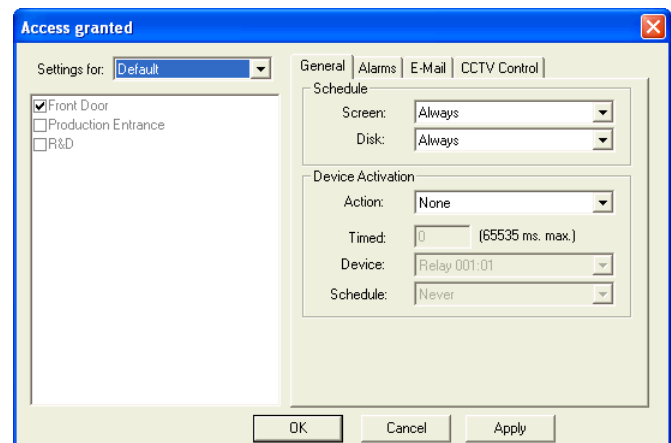 Access granted
Settings for: Default
Front Door
Production Entrance
R&D
General Alarms E-Mail CCTV Control
Schedule
Screen: Always
Disk: Always
Device Activation
Action: None
Timed: 0 (65535 ms. max.)
Device: Relay 001:01
Schedule: Never
OK Cancel Apply